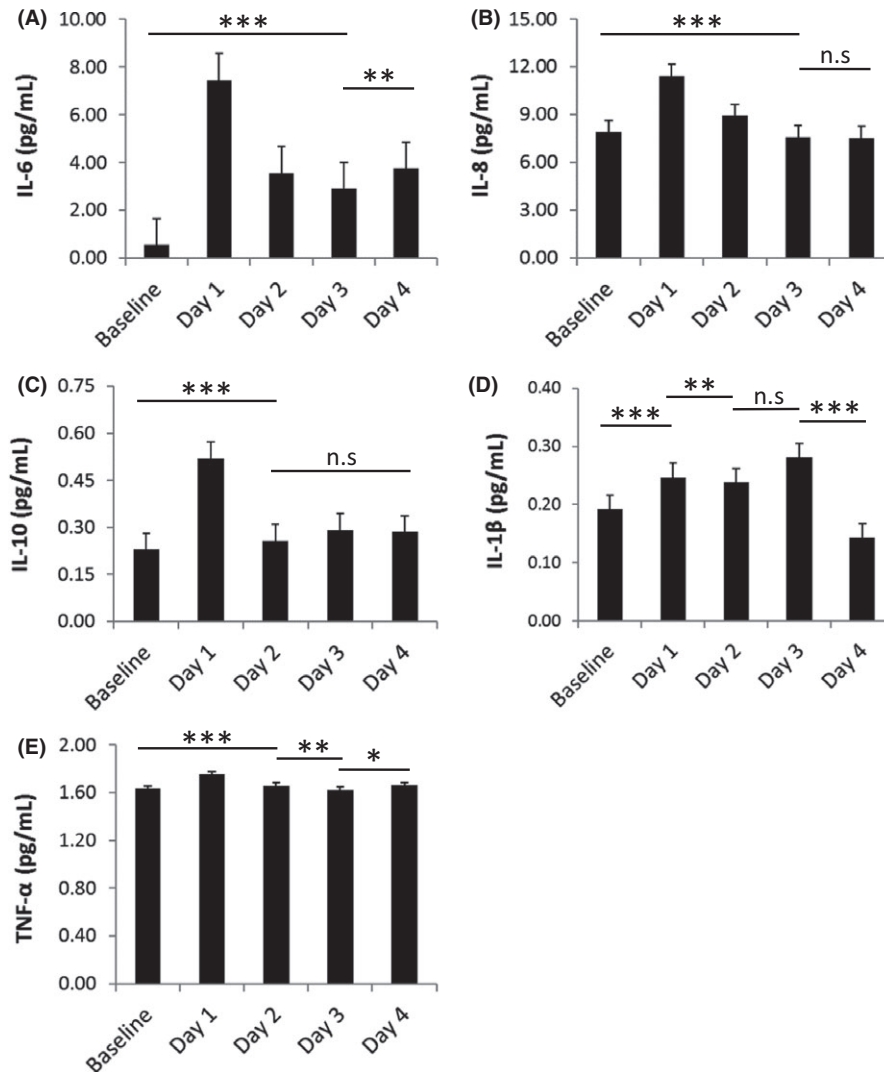 (A)
10.00
8.00
6.00
4.00
2.00
0.00
IL-6 (pg/mL)
***
**
Baseline
Day 1
Day 2
Day 3
Day 4
(B)
15.00
12.00
9.00
6.00
3.00
0.00
IL-8 (pg/mL)
***
n.s
Baseline
Day 1
Day 2
Day 3
Day 4
(C)
0.75
0.60
0.45
0.30
0.15
0.00
IL-10 (pg/mL)
***
n.s
Baseline
Day 1
Day 2
Day 3
Day 4
(D)
0.40
0.30
0.20
0.10
0.00
IL-1β (pg/mL)
***
**
n.s
***
Baseline
Day 1
Day 2
Day 3
Day 4
(E)
2.00
1.60
1.20
0.80
0.40
0.00
TNF-α (pg/mL)
***
**
*
Baseline
Day 1
Day 2
Day 3
Day 4